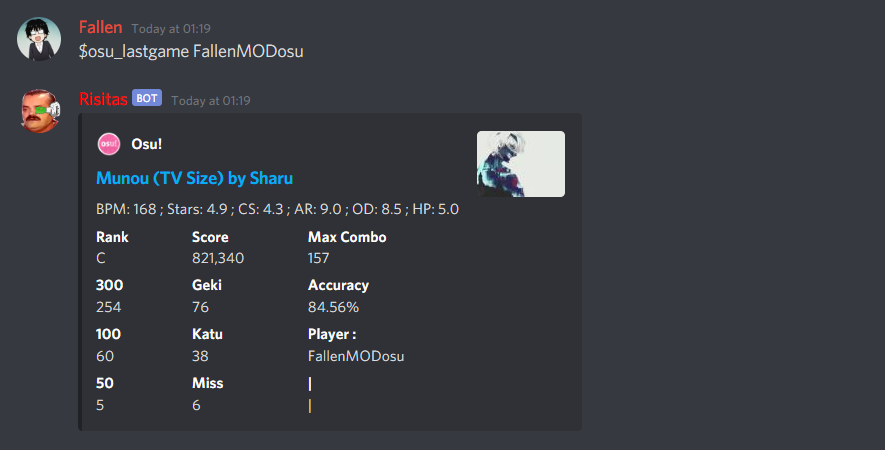 Fallen Today at 01:19
$osu_lastgame FallenMODosu
Risitas BOT Today at 01:19
osu! Osu!
Munou (TV Size) by Sharu
BPM: 168 ; Stars: 4.9 ; CS: 4.3 ; AR: 9.0 ; OD: 8.5 ; HP: 5.0
Rank Score Max Combo
C 821,340 157
300 Geki Accuracy
254 76 84.56%
100 Katu Player :
60 38 FallenMODosu
50 Miss |
5 6 |